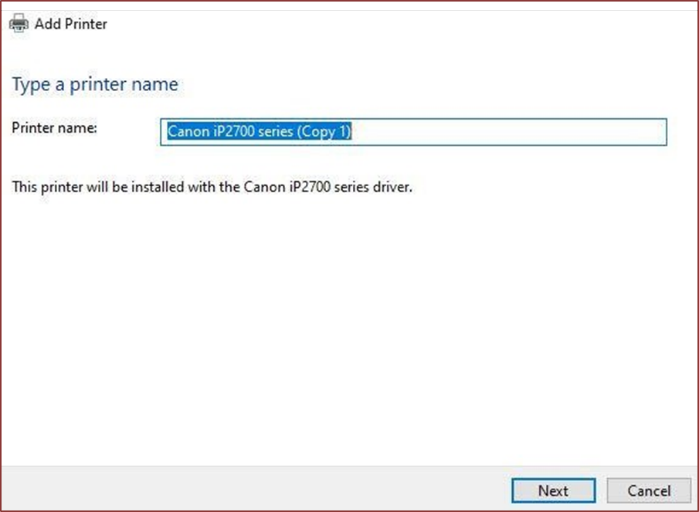 Add Printer
Type a printer name
Printer name: Canon iP2700 series (Copy 1)
This printer will be installed with the Canon iP2700 series driver.
Next Cancel